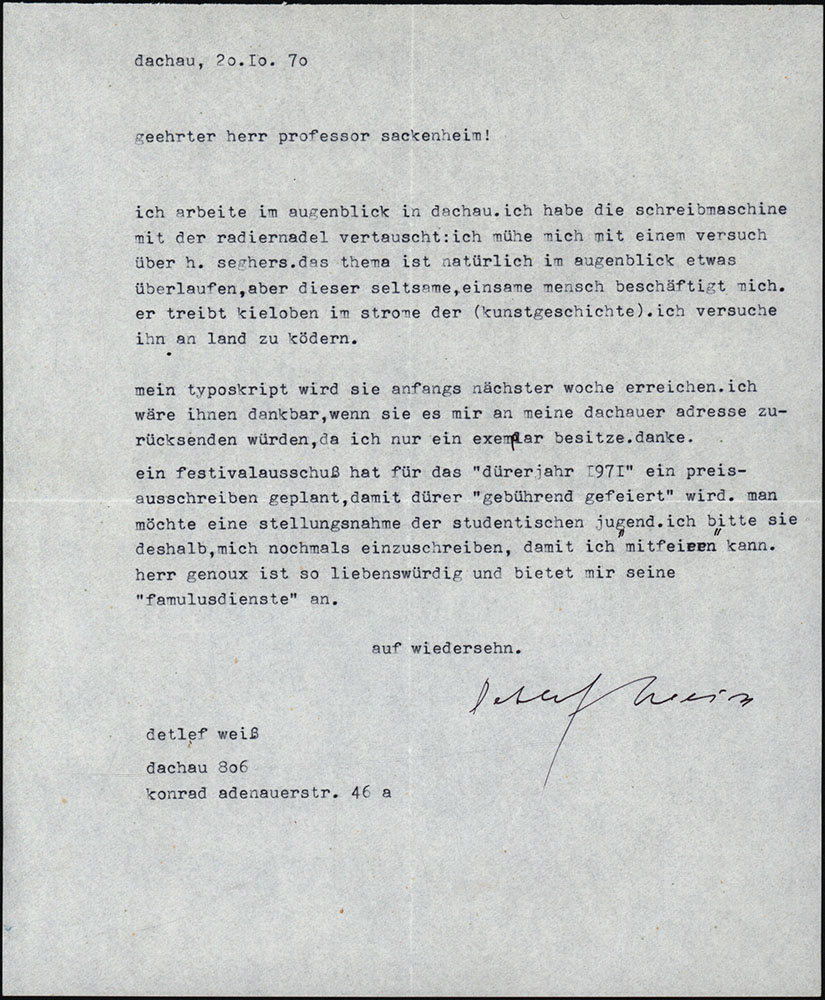 dachau, 2o.Io. 7o
geehrter herr professor sackenheim!
ich arbeite im augenblick in dachau.ich habe die schreibmaschine
mit der radiernadel vertauscht:ich mühe mich mit einem versuch
über h. seghers.das thema ist natürlich im augenblick etwas
überlaufen,aber dieser seltsame,einsame mensch beschäftigt mich.
er treibt kieloben im strome der (kunstgeschichte).ich versuche
ihn an land zu ködern.
mein typoskript wird sie anfangs nächster woche erreichen.ich
wäre ihnen dankbar,wenn sie es mir an meine dachauer adresse zu-
rücksenden würden,da ich nur ein exemplar besitze.danke.
ein festivalausschuß hat für das "dürerjahr I97I" ein preis-
ausschreiben geplant,damit dürer "gebührend gefeiert" wird. man
möchte eine stellungsnahme der studentischen jugend.ich bitte sie
deshalb,mich nochmals einzuschreiben, damit ich "mitfeiern" kann.
herr genoux ist so liebenswürdig und bietet mir seine
"famulusdienste" an.
auf wiedersehn.
Detlef Weiß
detlef weiß
dachau 8o6
konrad adenauerstr. 46 a